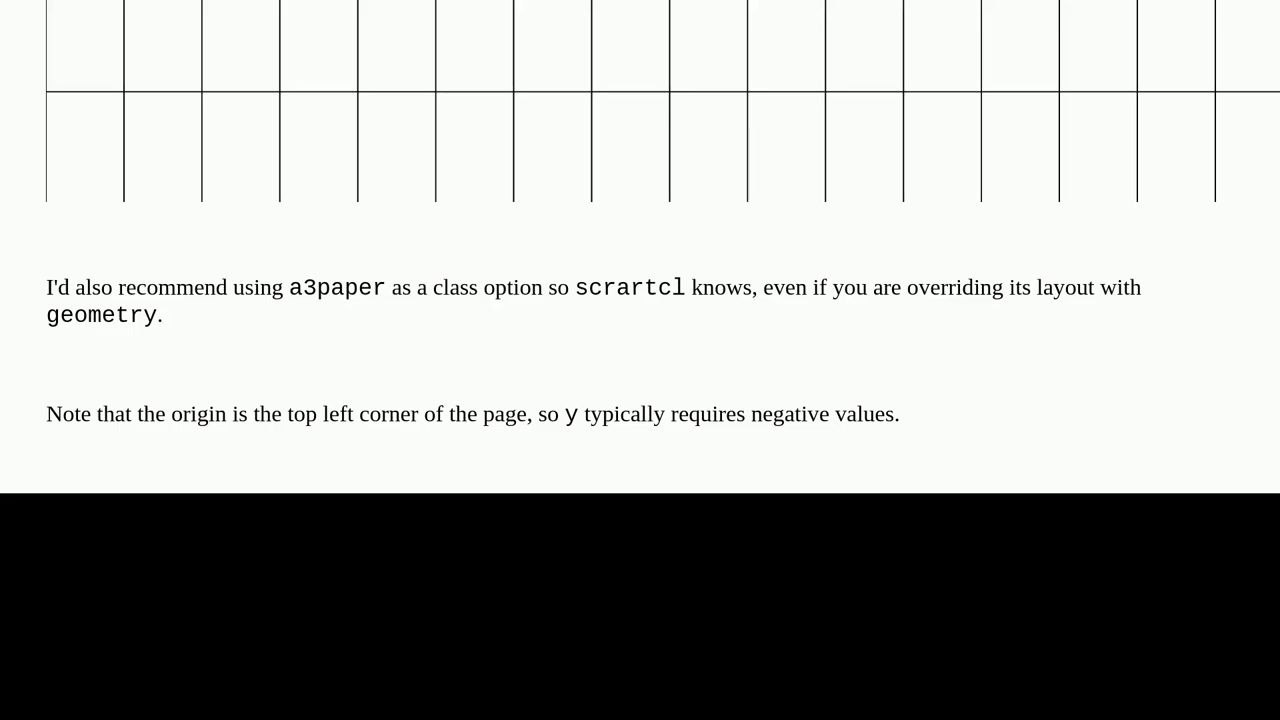 I'd also recommend using a3paper as a class option so scrartcl knows, even if you are overriding its layout with
geometry.
Note that the origin is the top left corner of the page, so y typically requires negative values.